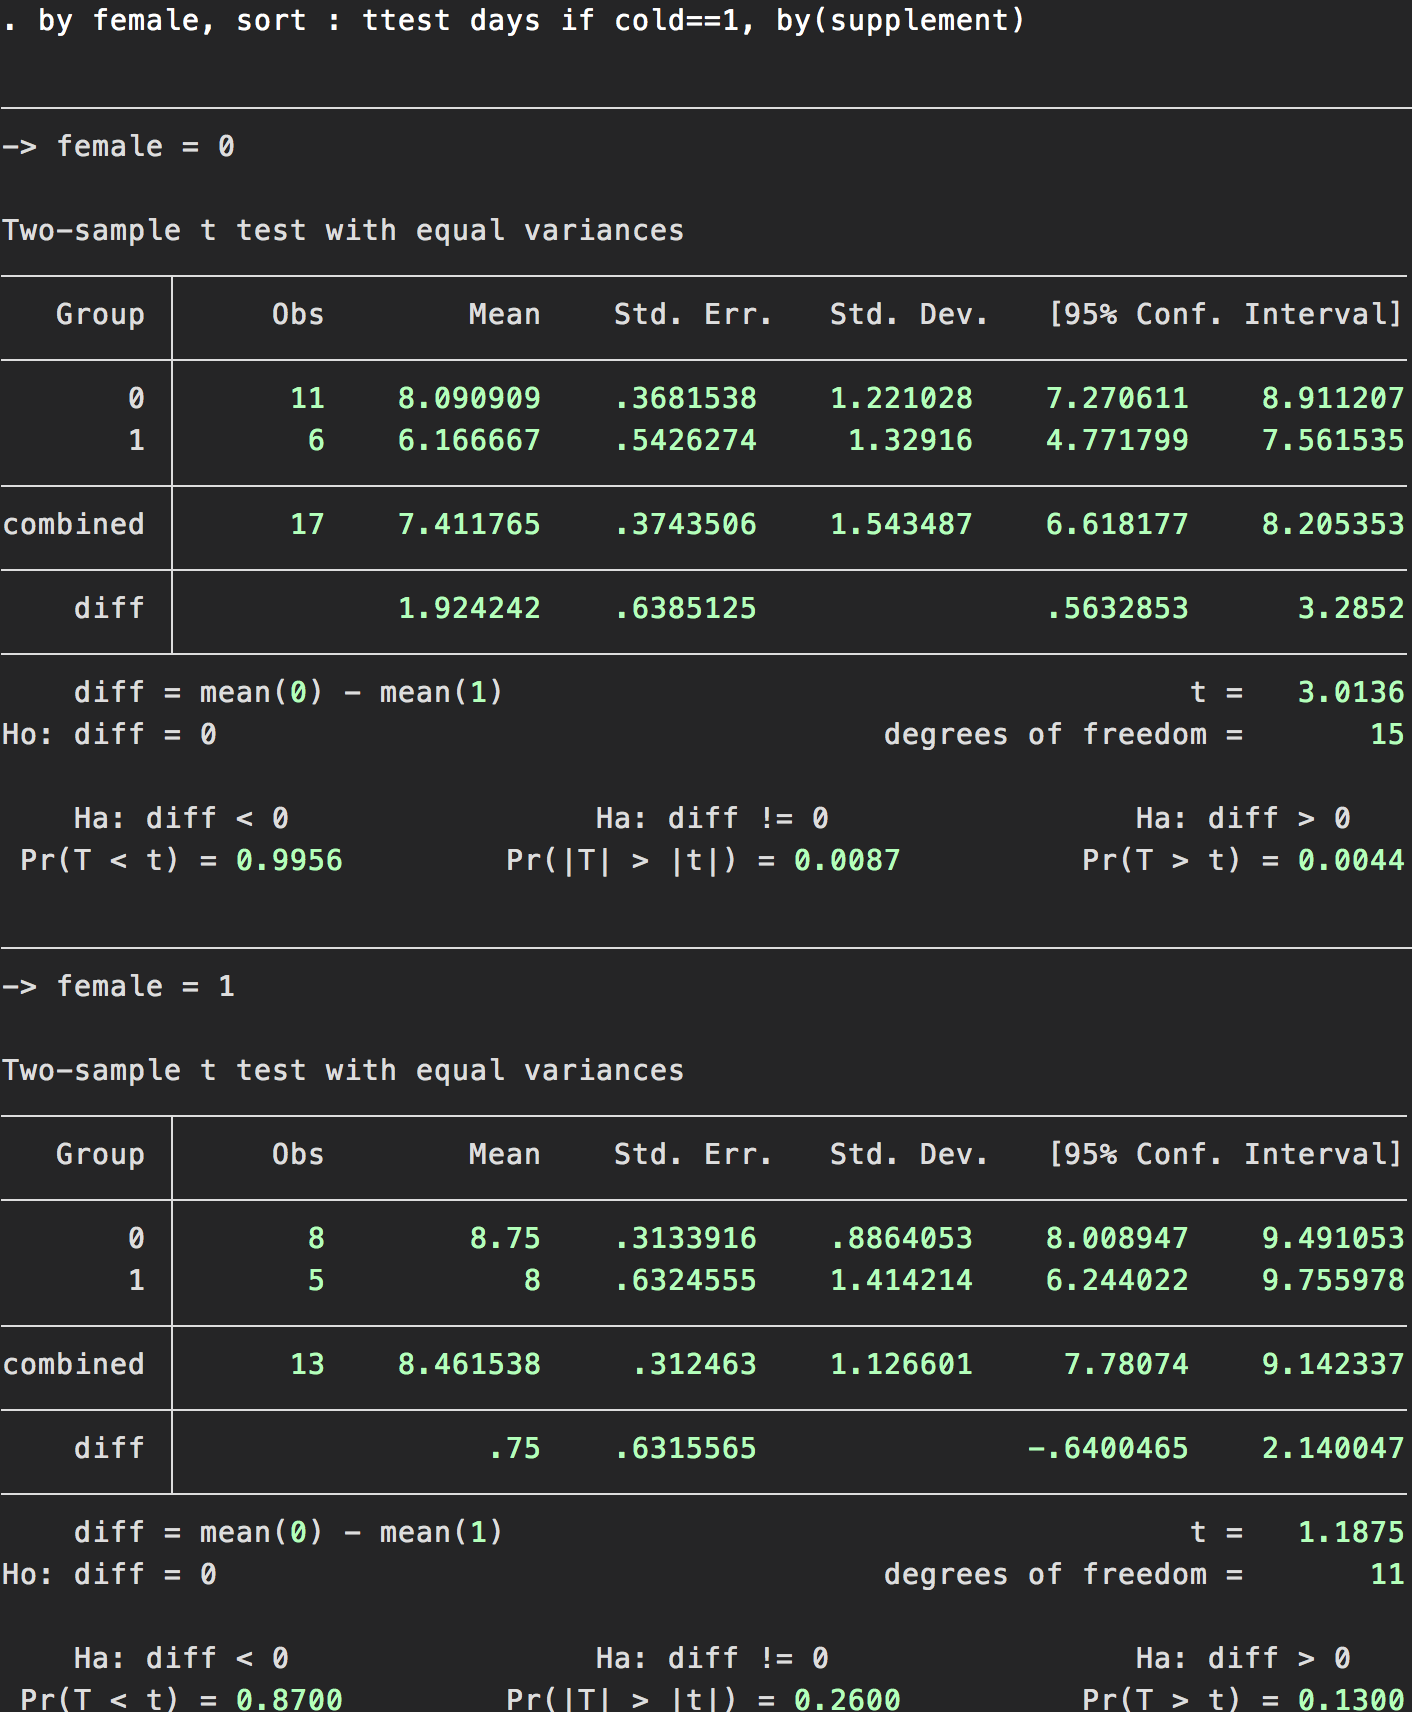 . by female, sort : ttest days if cold==1, by(supplement)
-> female = 0
Two-sample t test with equal variances
Group Obs Mean Std. Err. Std. Dev. [95% Conf. Interval]
0 11 8.090909 .3681538 1.221028 7.270611 8.911207
1 6 6.166667 .5426274 1.32916 4.771799 7.561535
combined 17 7.411765 .3743506 1.543487 6.618177 8.205353
diff 1.924242 .6385125 .5632853 3.2852
diff = mean(0) - mean(1) t = 3.0136
Ho: diff = 0 degrees of freedom = 15
Ha: diff < 0 Ha: diff != 0 Ha: diff > 0
Pr(T < t) = 0.9956 Pr(|T| > |t|) = 0.0087 Pr(T > t) = 0.0044
-> female = 1
Two-sample t test with equal variances
Group Obs Mean Std. Err. Std. Dev. [95% Conf. Interval]
0 8 8.75 .3133916 .8864053 8.008947 9.491053
1 5 8 .6324555 1.414214 6.244022 9.755978
combined 13 8.461538 .312463 1.126601 7.78074 9.142337
diff .75 .6315565 -.6400465 2.140047
diff = mean(0) - mean(1) t = 1.1875
Ho: diff = 0 degrees of freedom = 11
Ha: diff < 0 Ha: diff != 0 Ha: diff > 0
Pr(T < t) = 0.8700 Pr(|T| > |t|) = 0.2600 Pr(T > t) = 0.1300